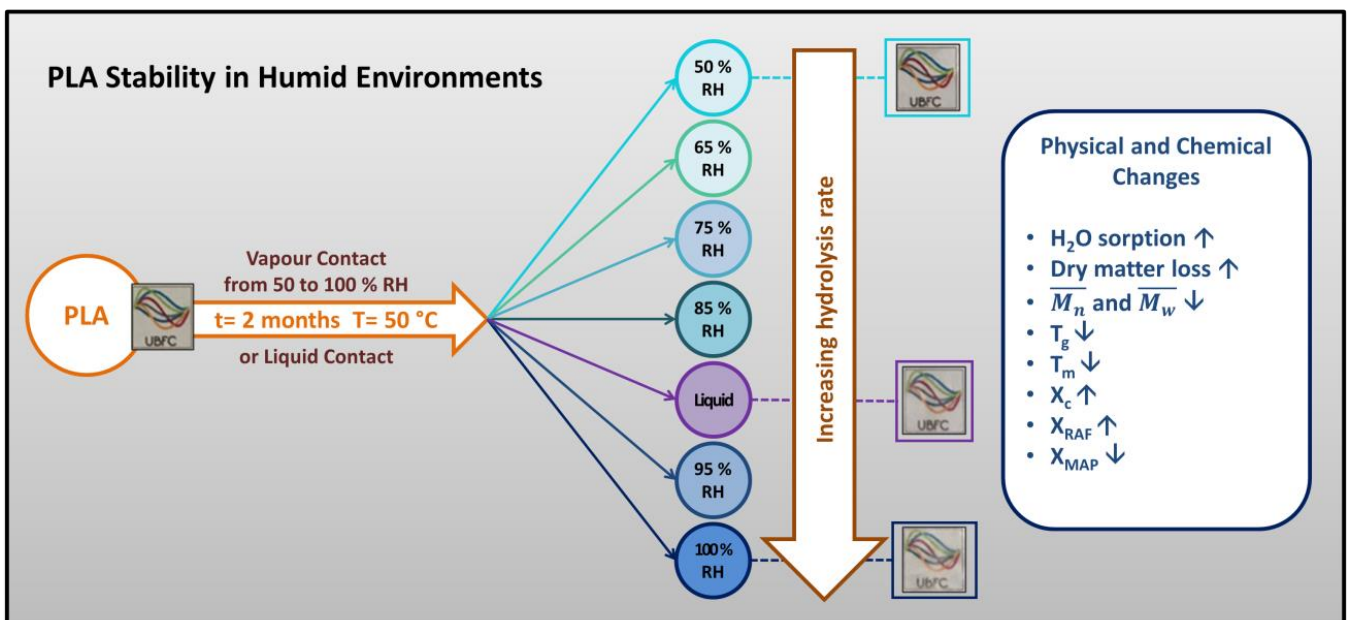 PLA Stability in Humid Environments
PLA
UBFC
Vapour Contact
from 50 to 100 % RH
t= 2 months T= 50 °C
or Liquid Contact
50 %
RH
65 %
RH
75 %
RH
85 %
RH
Liquid
95 %
RH
100 %
RH
Increasing hydrolysis rate
UBFC
UBFC
UBFC
Physical and Chemical
Changes
• H₂O sorption ↑
• Dry matter loss ↑
• M̅n̅ and M̅w̅ ↓
• Tg ↓
• Tm ↓
• Xc ↑
• XRAF ↑
• XMAP ↓